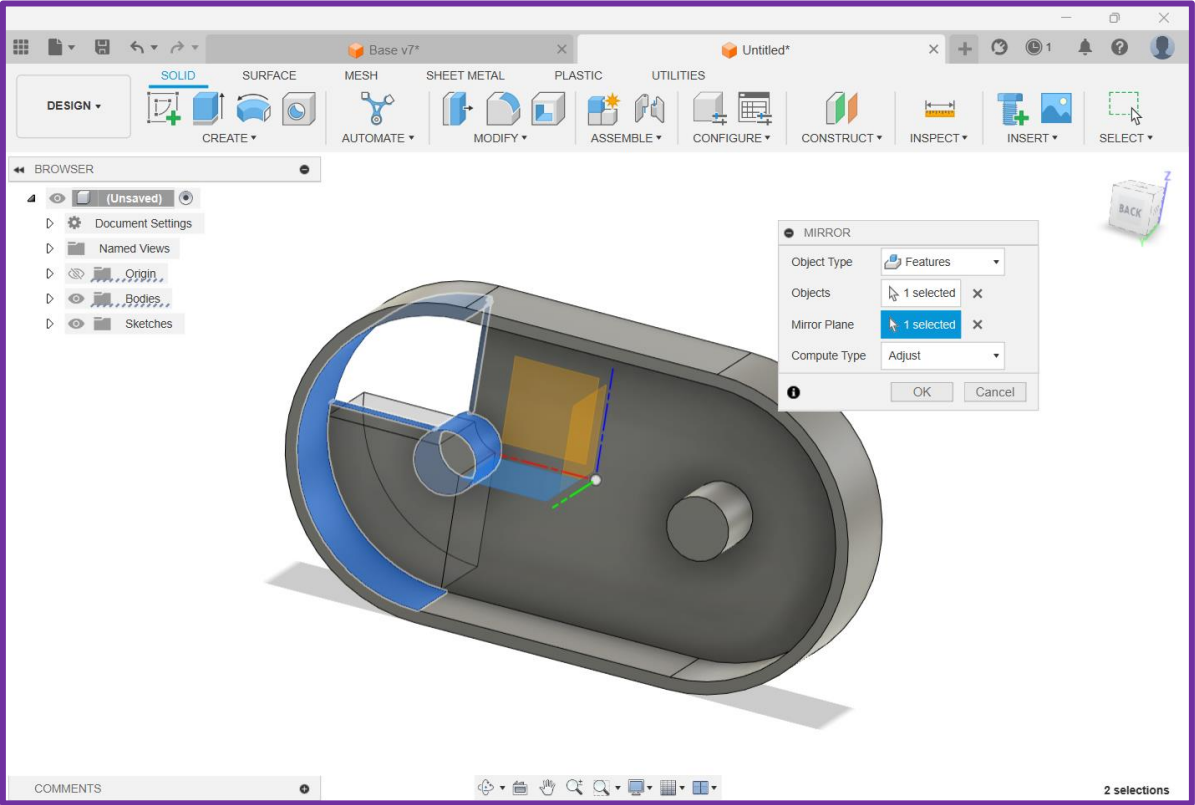 Base v7*
Untitled*
1
DESIGN
SOLID
SURFACE
MESH
SHEET METAL
PLASTIC
UTILITIES
CREATE
AUTOMATE
MODIFY
ASSEMBLE
CONFIGURE
CONSTRUCT
INSPECT
INSERT
SELECT
BROWSER
(Unsaved)
Document Settings
Named Views
Origin
Bodies
Sketches
Z
BACK
Y
MIRROR
Object Type Features
Objects 1 selected
Mirror Plane 1 selected
Compute Type Adjust
OK Cancel
COMMENTS
2 selections